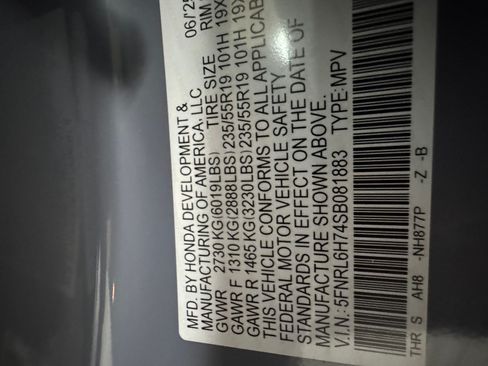 MFD. BY HONDA DEVELOPMENT & 06/25
MANUFACTURING OF AMERICA, LLC
TIRE SIZE RIM
GVWR 2730 KG(6019LBS)
GAWR F 1310 KG(2888LBS) 235/55R19 101H 19X
GAWR R 1465 KG(3230LBS) 235/55R19 101H 19X
THIS VEHICLE CONFORMS TO ALL APPLICABL
FEDERAL MOTOR VEHICLE SAFETY
STANDARDS IN EFFECT ON THE DATE OF
MANUFACTURE SHOWN ABOVE.
V.I.N.: 5FNRL6H74SB081883 TYPE:MPV
THR S AH8 -NH877P -Z -B